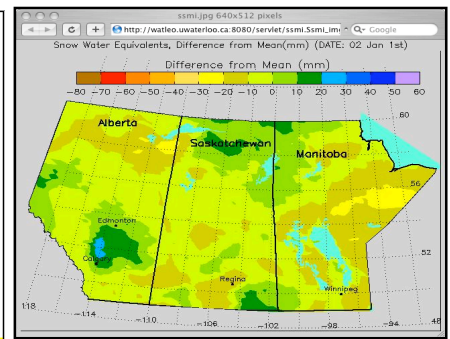 ssmi.jpg 640x512 pixels
http://watleo.uwaterloo.ca:8080/servlet/ssmi.Ssmi_im
Google
Snow Water Equivalents, Difference from Mean(mm) (DATE: 02 Jan 1st)
Difference from Mean (mm)
-80 -70 -60 -50 -40 -30 -20 -10 0 10 20 30 40 50 60
60
Alberta
Saskatchewan
Manitoba
56
Edmonton
52
Calgary
Regina
Winnipeg
-118 -114 -110 -106 -102 -98 -94 48